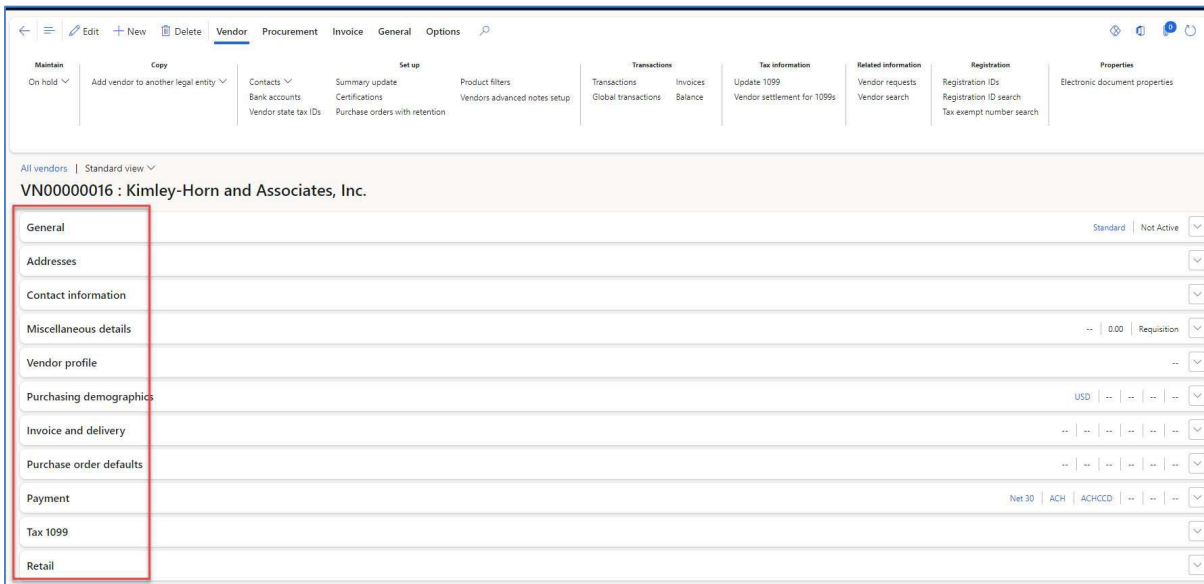 Edit New Delete Vendor Procurement Invoice General Options 0
Maintain Copy Set up Transactions Tax information Related information Registration Properties
On hold Add vendor to another legal entity Contacts Summary update Product filters Transactions Invoices Update 1099 Vendor requests Registration IDs Electronic document properties
Bank accounts Certifications Vendors advanced notes setup Global transactions Balance Vendor settlement for 1099s Vendor search Registration ID search
Vendor state tax IDs Purchase orders with retention Tax exempt number search
All vendors | Standard view
VN00000016 : Kimley-Horn and Associates, Inc.
General Standard | Not Active
Addresses
Contact information
Miscellaneous details -- | 0.00 | Requisition
Vendor profile --
Purchasing demographics USD | -- | -- | -- | --
Invoice and delivery -- | -- | -- | -- | -- | --
Purchase order defaults -- | -- | -- | -- | -- | --
Payment Net 30 | ACH | ACHCCD | -- | -- | --
Tax 1099
Retail